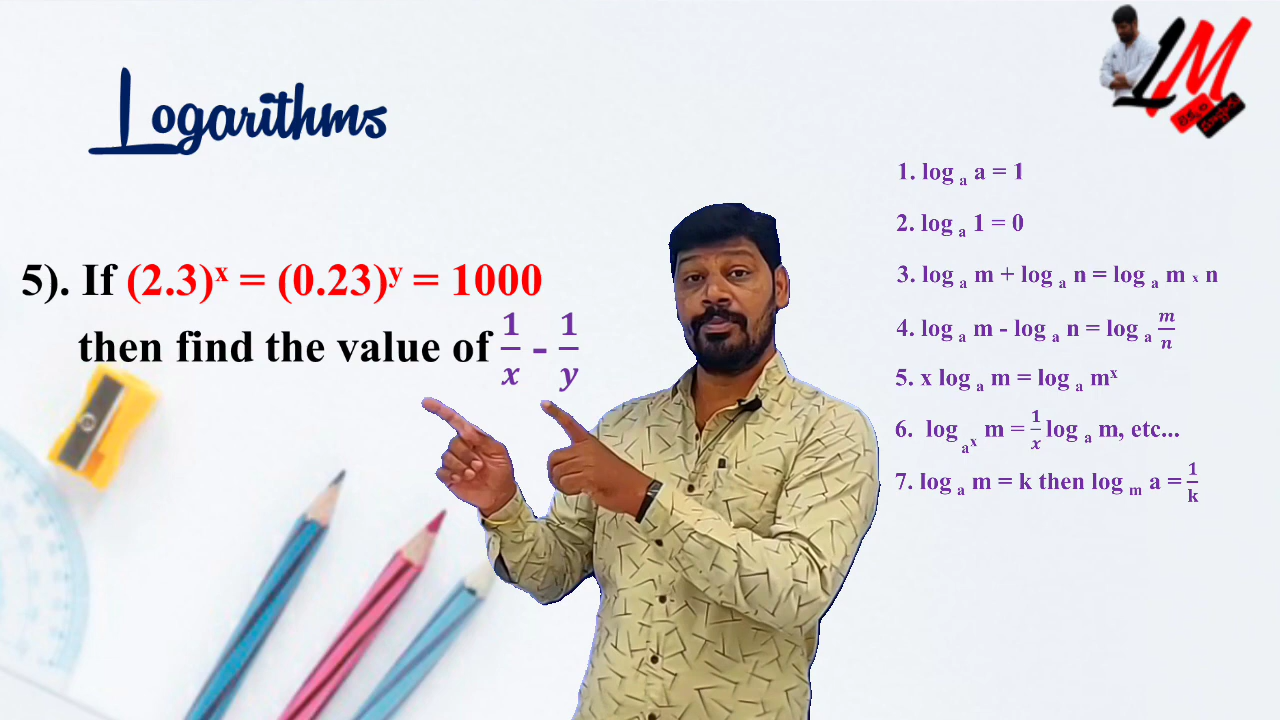 LM
Logarithms
5). If (2.3)ˣ = (0.23)ʸ = 1000
then find the value of 1/x - 1/y
1. log ₐ a = 1
2. log ₐ 1 = 0
3. log ₐ m + log ₐ n = log ₐ m ₓ n
4. log ₐ m - log ₐ n = log ₐ m/n
5. x log ₐ m = log ₐ mˣ
6. log ₐˣ m = 1/x log ₐ m, etc...
7. log ₐ m = k then log ₘ a = 1/k